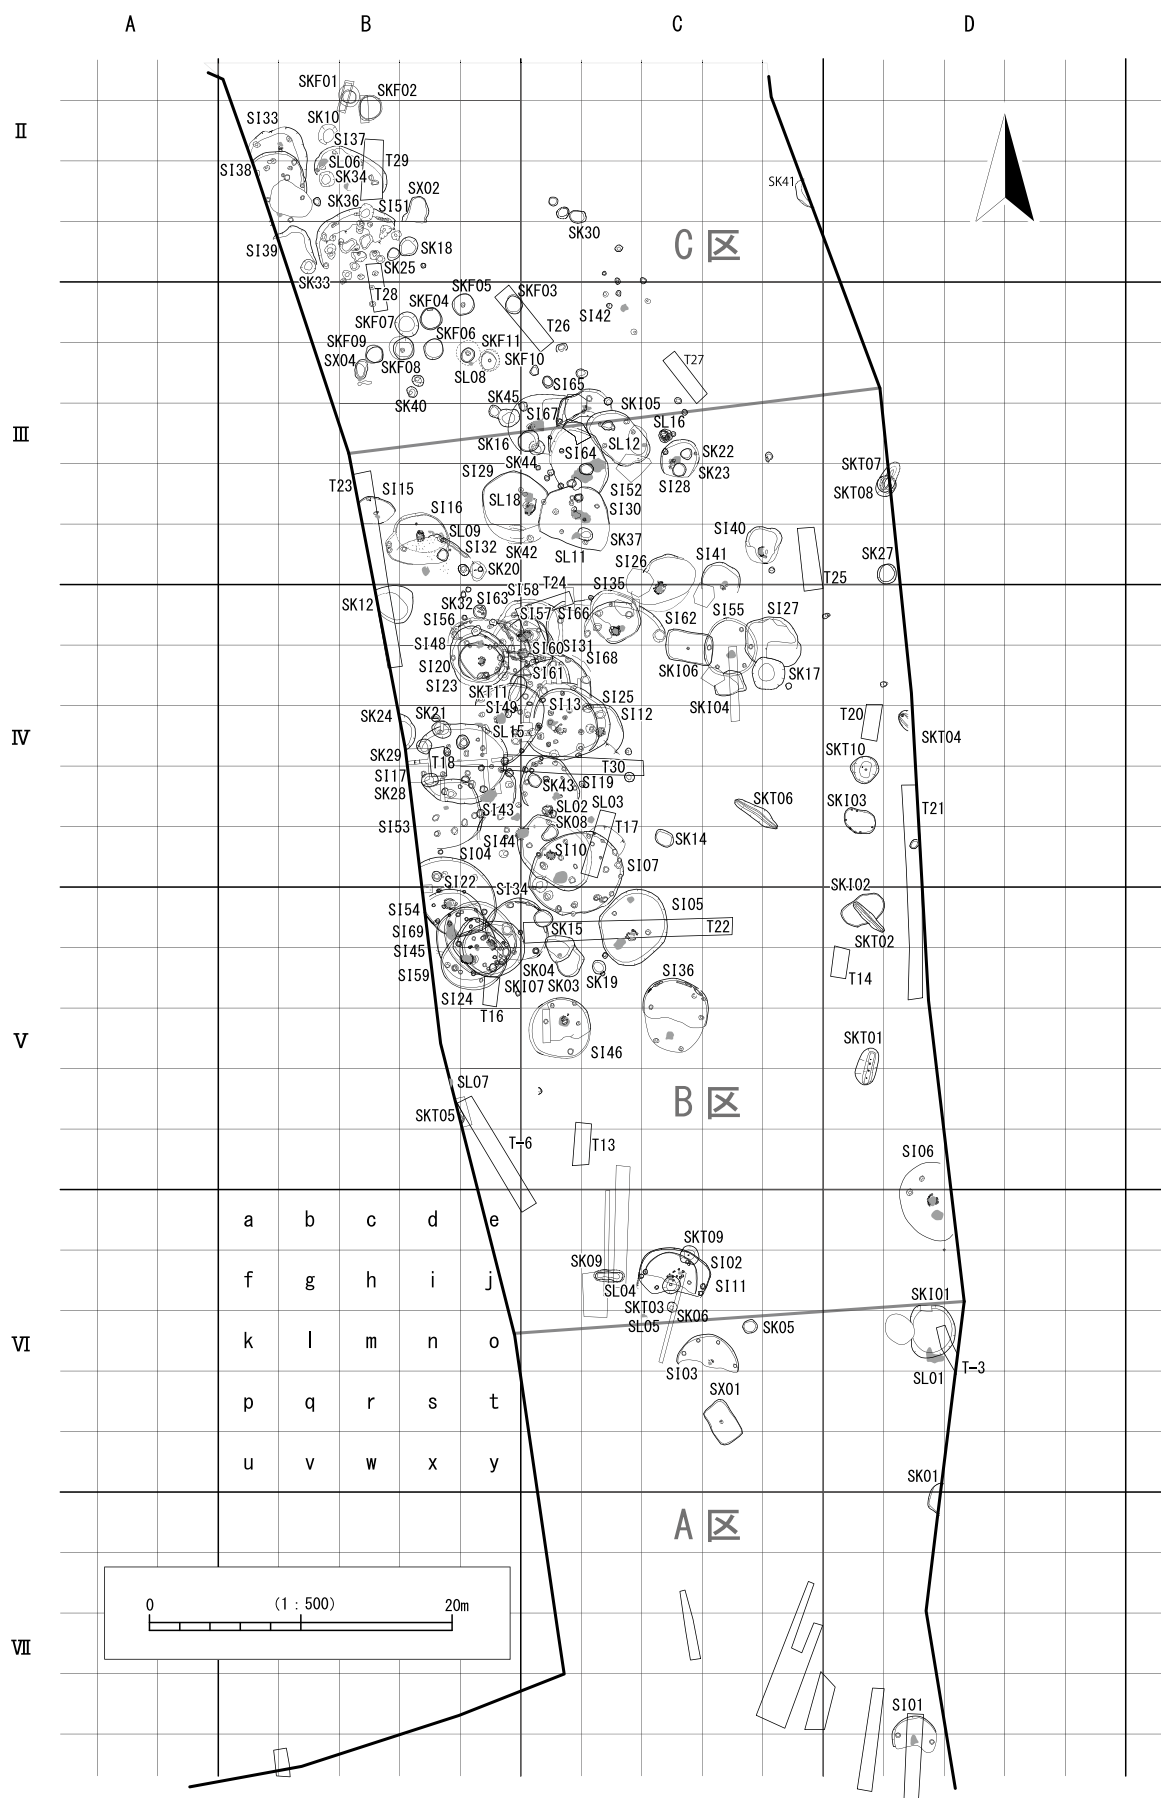 A B C D
SKF01
SKF02
SI33
SK10
II
SI37
SL06
T29
SI38
SK34
SK41
SK36
SX02
SI51
SK30
C区
SI39
SK18
SK25
SK33
T28
SKF05
SKF03
SKF04
SI42
SKF07
T26
SKF06
SKF11
SKF09
SX04
SKF08
SKF10
SL08
T27
SI65
SK40
SK45
SKI05
SI67
III
SK16
SL12
SL16
SI64
SK22
SK44
SK23
SKT07
SI29
SI28
T23
SI15
SL18
SI52
SKT08
SI16
SI30
SL09
SI40
SI32
SK42
SL11
SK37
SK20
SI26
SI41
SK27
T25
SI58
T24
SI35
SK12
SK32
SI63
SI57
SI66
SI56
SI62
SI55
SI27
SI48
SI60
SI31
SI20
SI68
SKI06
SK17
SI23
SI61
SKT11
SI49
SI13
SI25
SKI04
SK24
SK21
SI12
T20
SL15
SKT04
IV
SK29
T18
T30
SKT10
SI17
SI19
SK28
SK43
SL03
SKT06
SKI03
T21
SI53
SI43
SL02
SK08
T17
SK14
SI44
SI04
SI10
SI07
SI22
SI34
SKI02
SI54
SI05
SI69
SK15
T22
SKT02
SI45
SI59
SK04
SI36
T14
SI24
SKI07
SK03
SK19
T16
V
SI46
SKT01
SL07
B区
SKT05
T-6
T13
SI06
a b c d e
SKT09
SK09
SI02
f g h i j
SL04
SI11
SKI01
SKT03
SK06
SL05
SK05
VI
k l m n o
SI03
T-3
SL01
p q r s t
SX01
u v w x y
SK01
A区
0 (1：500) 20m
VII
SI01